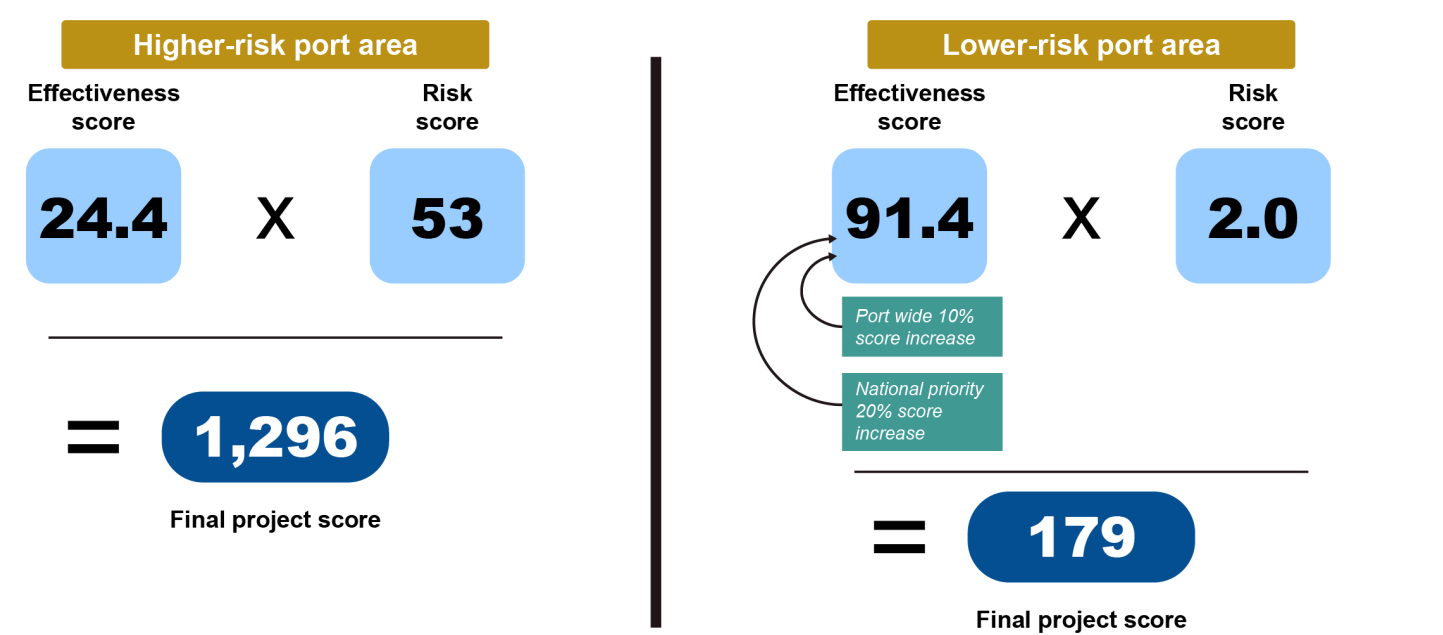 Higher-risk port area
Effectiveness
score
Risk
score
24.4
X
53
=
1,296
Final project score
Lower-risk port area
Effectiveness
score
Risk
score
91.4
X
2.0
Port wide 10%
score increase
National priority
20% score
increase
=
179
Final project score